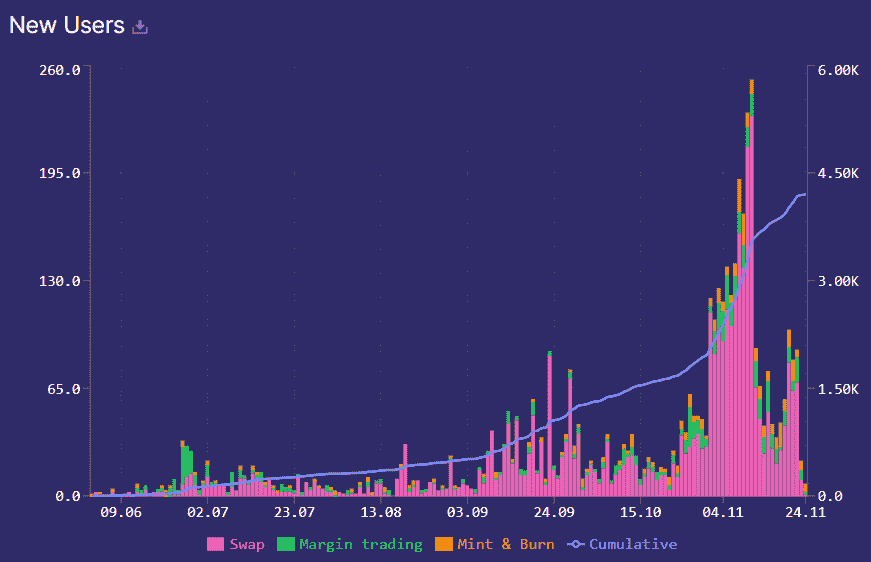 New Users
260.0 6.00K
195.0 4.50K
130.0 3.00K
65.0 1.50K
0.0 0.0
09.06 02.07 23.07 13.08 03.09 24.09 15.10 04.11 24.11
Swap Margin trading Mint & Burn Cumulative